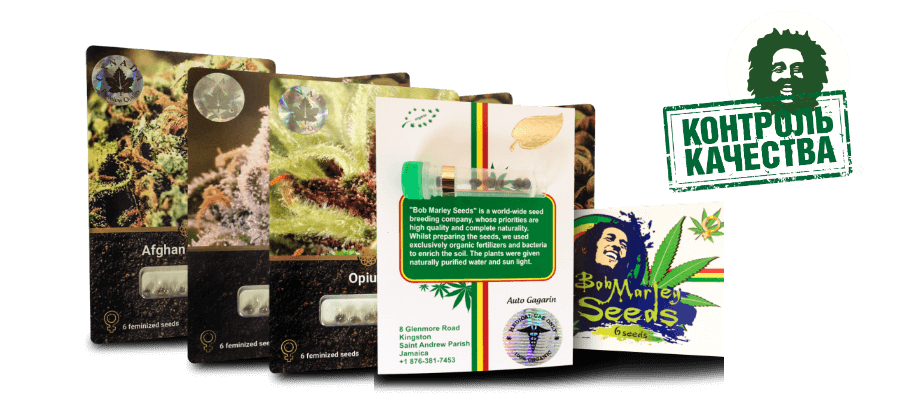 Afghan
6 feminized seeds
6 feminized seeds
Opiu
6 feminized seeds
"Bob Marley Seeds" is a world-wide seed
breeding company, whose priorities are
high quality and complete naturality.
Whilst preparing the seeds, we used
exclusively organic fertilizers and bacteria
to enrich the soil. The plants were given
naturally purified water and sun light.
Auto Gagarin
8 Glenmore Road
Kingston
Saint Andrew Parish
Jamaica
+1 876-381-7453
Bob Marley
Seeds
6 seeds
КОНТРОЛЬ
КАЧЕСТВА